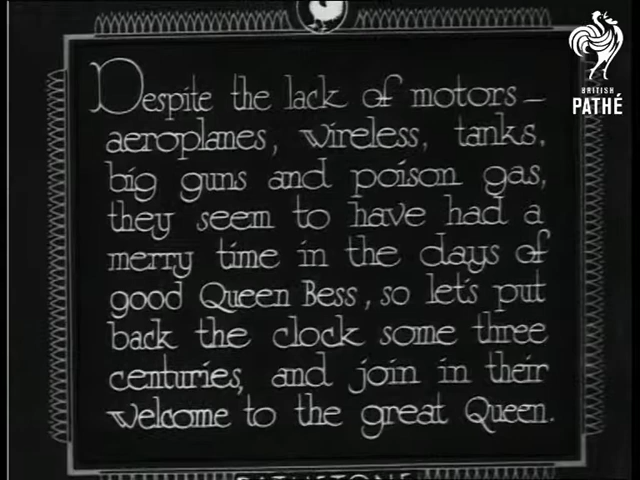 BRITISH
PATHÉ
Despite the lack of motors—
aeroplanes, wireless, tanks,
big guns and poison gas,
they seem to have had a
merry time in the days of
good Queen Bess, so let's put
back the clock some three
centuries, and join in their
welcome to the great Queen.
PATHETONE